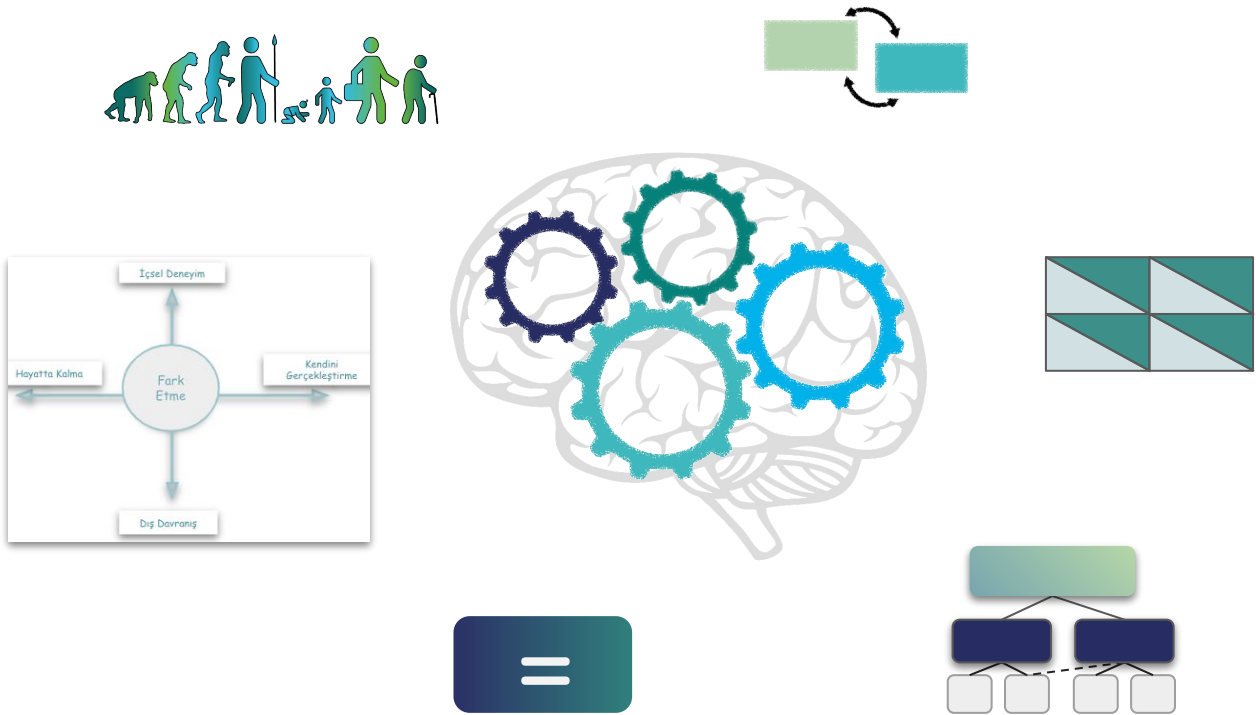 İçsel Deneyim
Hayatta Kalma
Kendini
Gerçekleştirme
Fark
Etme
Dış Davranış
=